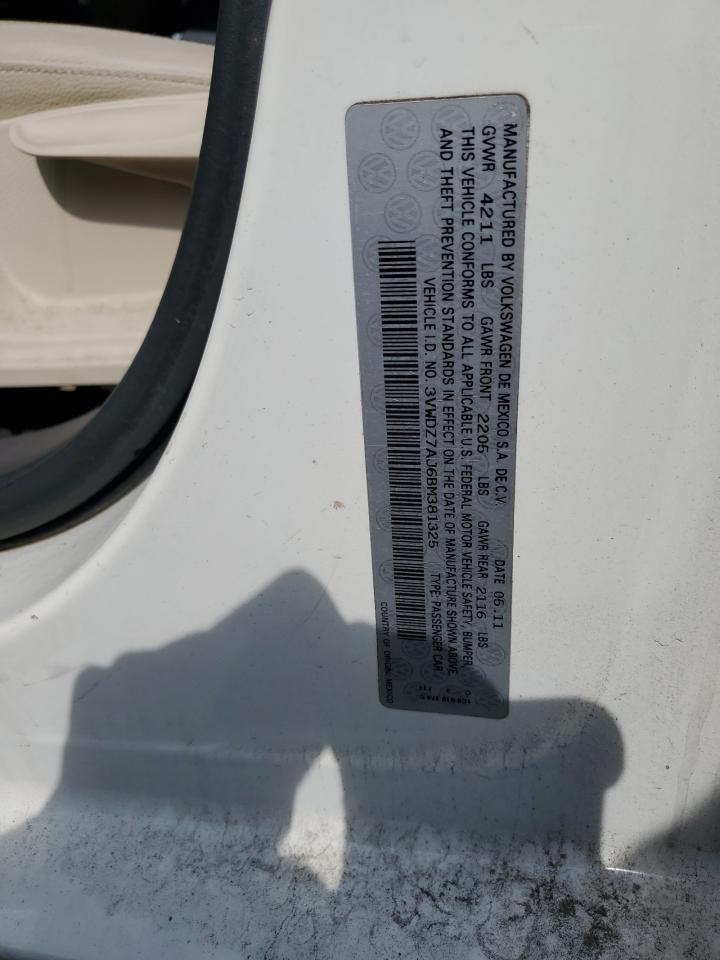 MANUFACTURED BY VOLKSWAGEN DE MEXICO S.A. DE C.V. DATE 05.11
GVWR 4211 LBS GAWR FRONT 2205 LBS GAWR REAR 2116 LBS
THIS VEHICLE CONFORMS TO ALL APPLICABLE U.S. FEDERAL MOTOR VEHICLE SAFETY, BUMPER,
AND THEFT PREVENTION STANDARDS IN EFFECT ON THE DATE OF MANUFACTURE SHOWN ABOVE.
VEHICLE I.D. NO. 3VWDZ7AJ6BM381325 TYPE: PASSENGER CAR
COUNTRY OF ORIGIN: MEXICO